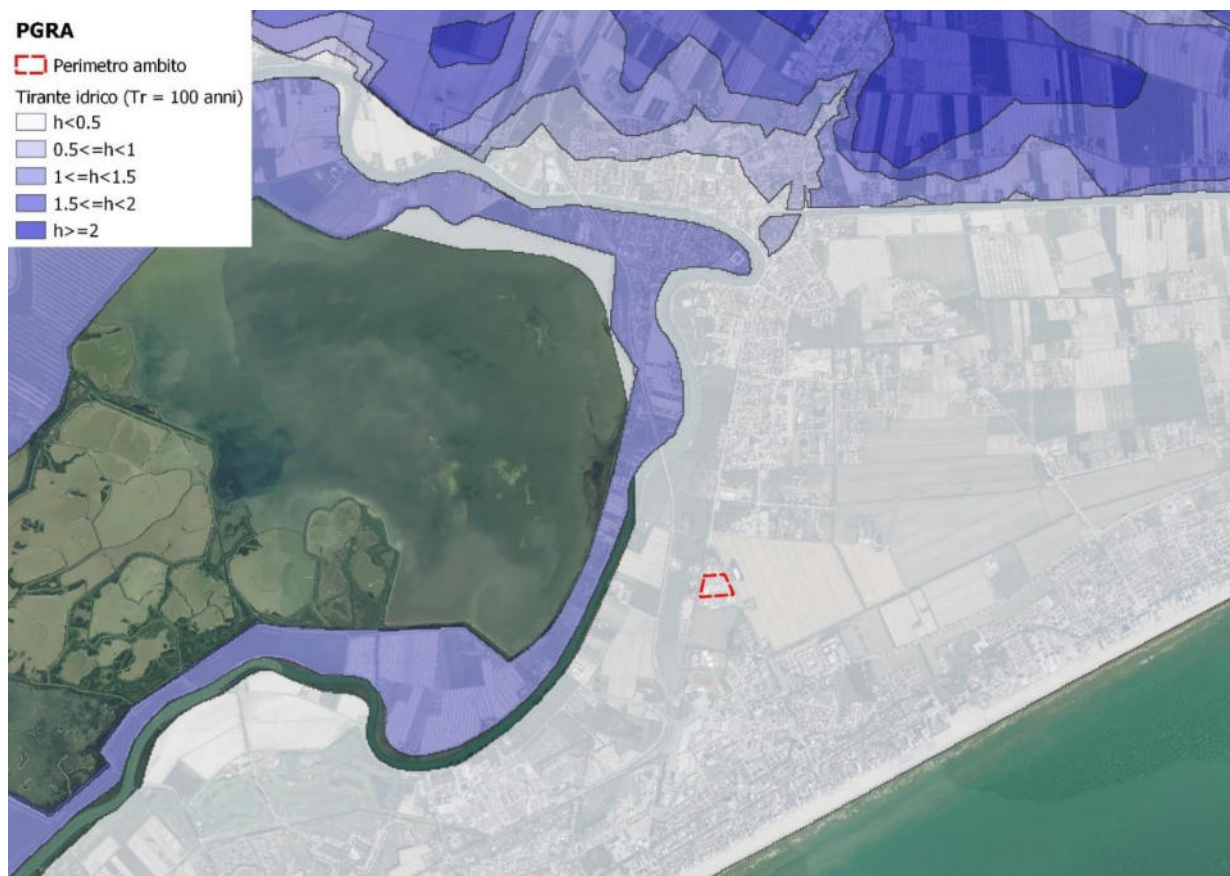 PGRA
Perimetro ambito
Tirante idrico (Tr = 100 anni)
h<0.5
0.5<=h<1
1<=h<1.5
1.5<=h<2
h>=2